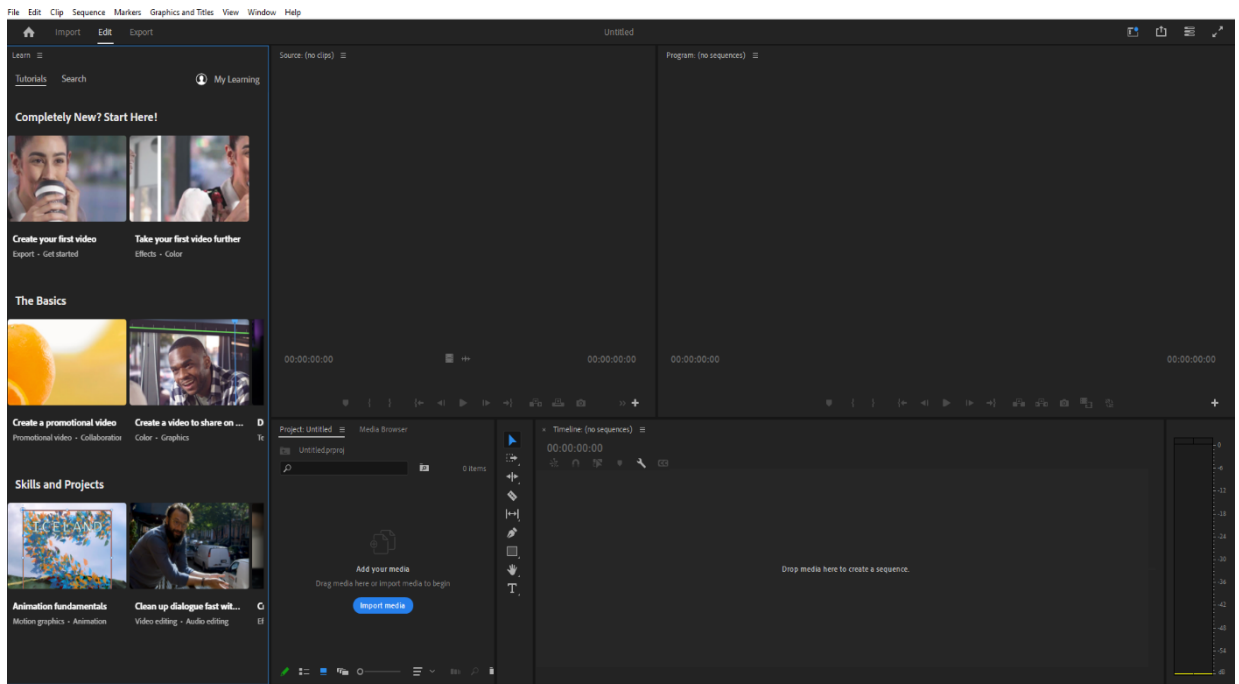 File Edit Clip Sequence Markers Graphics and Titles View Window Help
Import Edit Export
Untitled
Learn
Tutorials Search My Learning
Completely New? Start Here!
Create your first video
Export • Get started
Take your first video further
Effects • Color
The Basics
Create a promotional video
Promotional video • Collaboration
Create a video to share on ...
Color • Graphics
D
Te
Skills and Projects
ICELAND
Animation fundamentals
Motion graphics • Animation
Clean up dialogue fast wit...
Video editing • Audio editing
Source: (no clips)
00:00:00:00
00:00:00:00
Program: (no sequences)
00:00:00:00
00:00:00:00
Project: Untitled Media Browser
Untitled.prproj
0 items
Add your media
Drag media here or import media to begin
Import media
T
× Timeline: (no sequences)
00:00:00:00
CC
Drop media here to create a sequence.
0
-6
-12
-18
-24
-30
-36
-42
-48
-54
dB